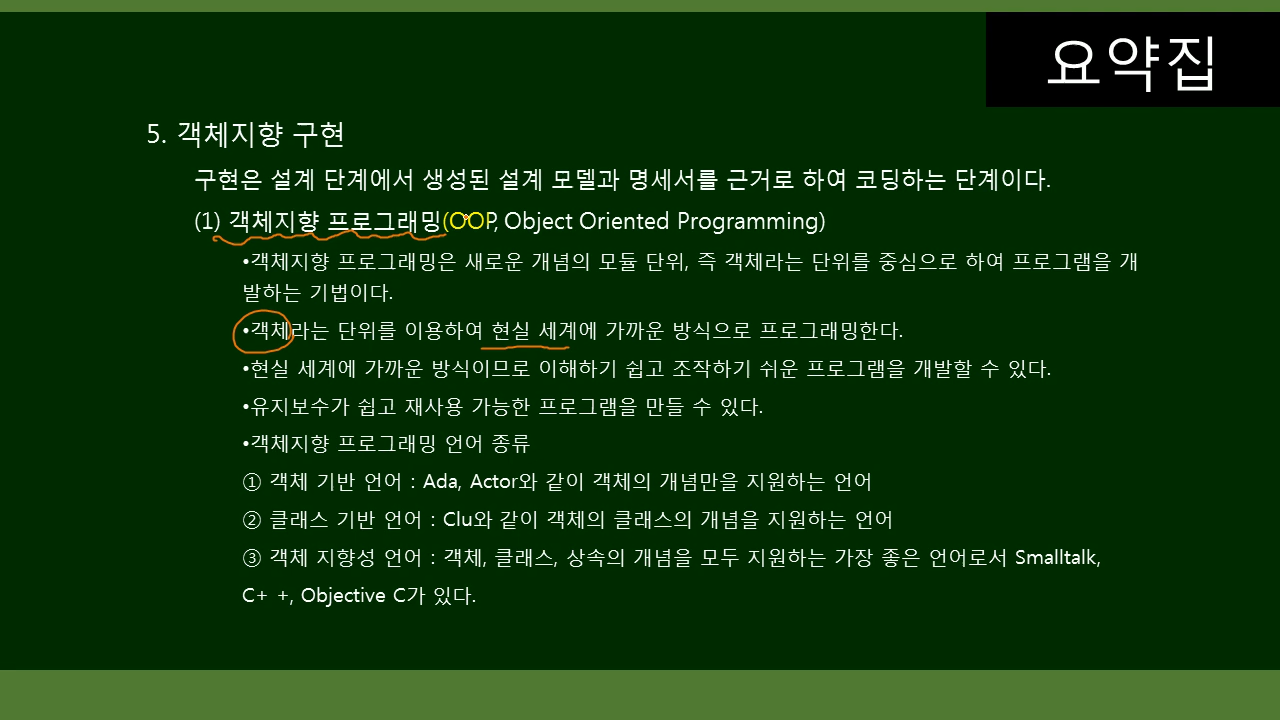 요약집
5. 객체지향 구현
구현은 설계 단계에서 생성된 설계 모델과 명세서를 근거로 하여 코딩하는 단계이다.
(1) 객체지향 프로그래밍(OOP, Object Oriented Programming)
•객체지향 프로그래밍은 새로운 개념의 모듈 단위, 즉 객체라는 단위를 중심으로 하여 프로그램을 개
발하는 기법이다.
•객체라는 단위를 이용하여 현실 세계에 가까운 방식으로 프로그래밍한다.
•현실 세계에 가까운 방식이므로 이해하기 쉽고 조작하기 쉬운 프로그램을 개발할 수 있다.
•유지보수가 쉽고 재사용 가능한 프로그램을 만들 수 있다.
•객체지향 프로그래밍 언어 종류
① 객체 기반 언어 : Ada, Actor와 같이 객체의 개념만을 지원하는 언어
② 클래스 기반 언어 : Clu와 같이 객체의 클래스의 개념을 지원하는 언어
③ 객체 지향성 언어 : 객체, 클래스, 상속의 개념을 모두 지원하는 가장 좋은 언어로서 Smalltalk,
C+ +, Objective C가 있다.